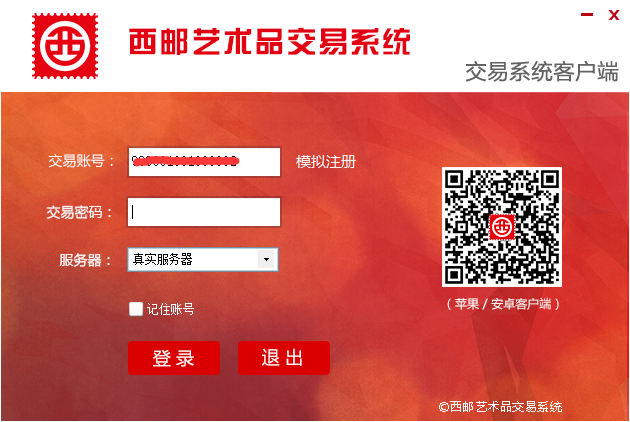 西
西邮艺术品交易系统
交易系统客户端
交易账号：
模拟注册
交易密码：
服务器： 真实服务器
记住账号
登录 退出
（苹果/安卓客户端）
©西邮艺术品交易系统